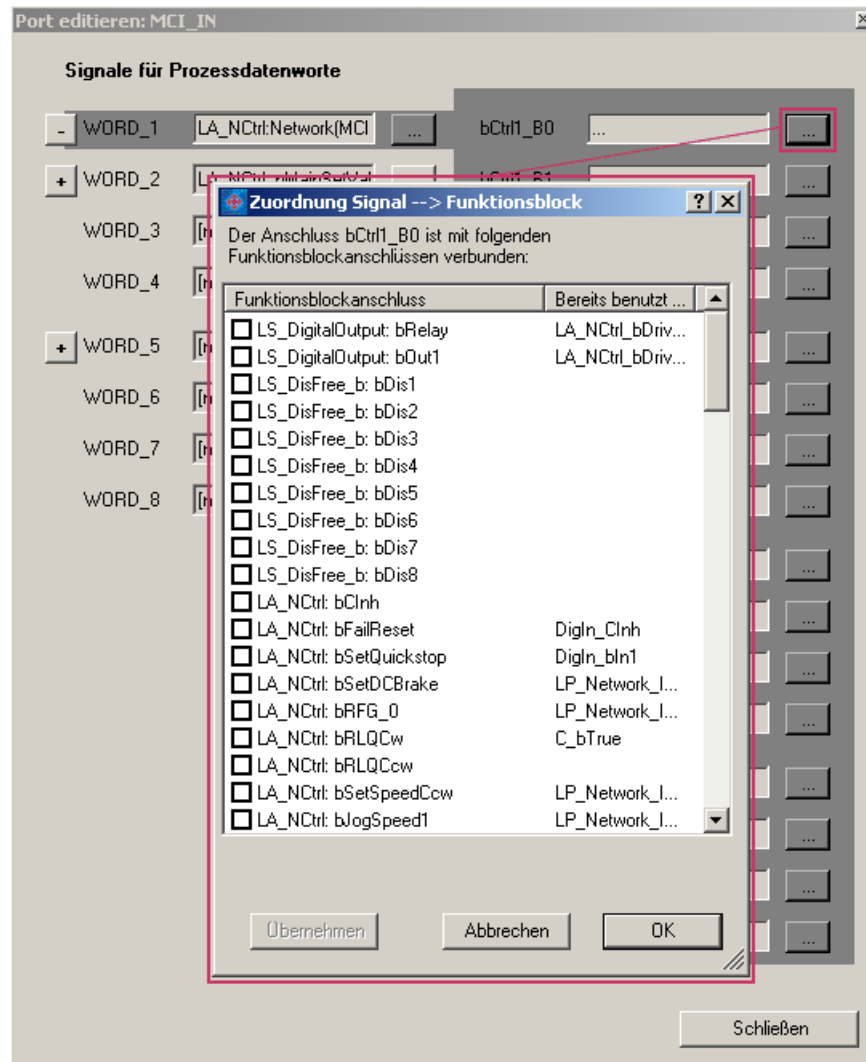 Port editieren: MCI_IN
Signale für Prozessdatenworte
- WORD_1 LA_NCtrl:Network(MCI ... bCtrl1_B0 ... ...
+ WORD_2 ...
WORD_3 ...
WORD_4 ...
+ WORD_5 ...
WORD_6 ...
WORD_7 ...
WORD_8 ...
Zuordnung Signal --> Funktionsblock
Der Anschluss bCtrl1_B0 ist mit folgenden
Funktionsblockanschlüssen verbunden:
Funktionsblockanschluss Bereits benutzt ...
LS_DigitalOutput: bRelay LA_NCtrl_bDriv...
LS_DigitalOutput: bOut1 LA_NCtrl_bDriv...
LS_DisFree_b: bDis1
LS_DisFree_b: bDis2
LS_DisFree_b: bDis3
LS_DisFree_b: bDis4
LS_DisFree_b: bDis5
LS_DisFree_b: bDis6
LS_DisFree_b: bDis7
LS_DisFree_b: bDis8
LA_NCtrl: bCInh
LA_NCtrl: bFailReset DigIn_CInh
LA_NCtrl: bSetQuickstop DigIn_bIn1
LA_NCtrl: bSetDCBrake LP_Network_I...
LA_NCtrl: bRFG_0 LP_Network_I...
LA_NCtrl: bRLQCw C_bTrue
LA_NCtrl: bRLQCcw
LA_NCtrl: bSetSpeedCcw LP_Network_I...
LA_NCtrl: bJogSpeed1 LP_Network_I...
Übernehmen Abbrechen OK
Schließen